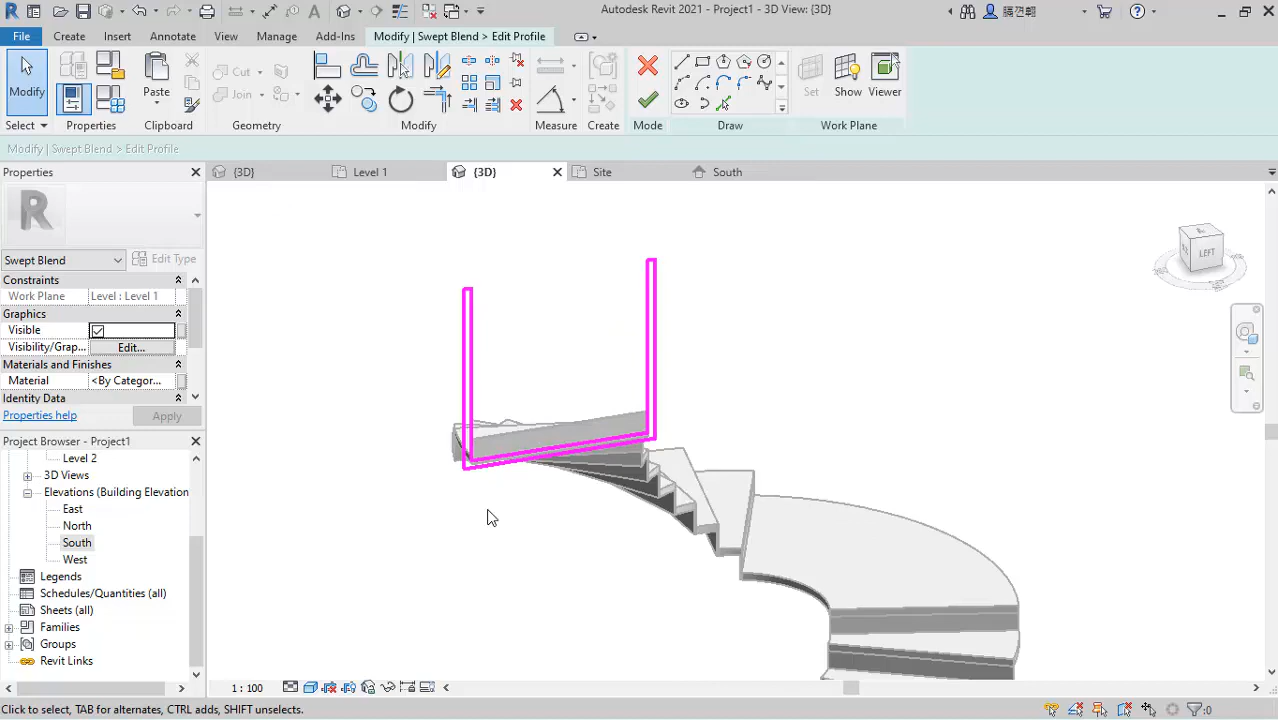 Autodesk Revit 2021 - Project1 - 3D View: {3D}
File Create Insert Annotate View Manage Add-Ins Modify | Swept Blend > Edit Profile
Modify Paste Cut Join Set Show Viewer
Select Properties Clipboard Geometry Modify Measure Create Mode Draw Work Plane
Modify | Swept Blend > Edit Profile
Properties
{3D} Level 1 {3D} Site South
R
Swept Blend Edit Type
Constraints
Work Plane Level : Level 1
Graphics
Visible
Visibility/Grap... Edit...
Materials and Finishes
Material <By Categor...
Identity Data
Properties help Apply
Project Browser - Project1
Level 2
3D Views
Elevations (Building Elevation
East
North
South
West
Legends
Schedules/Quantities (all)
Sheets (all)
Families
Groups
Revit Links
LEFT
1 : 100
Click to select, TAB for alternates, CTRL adds, SHIFT unselects.
:0